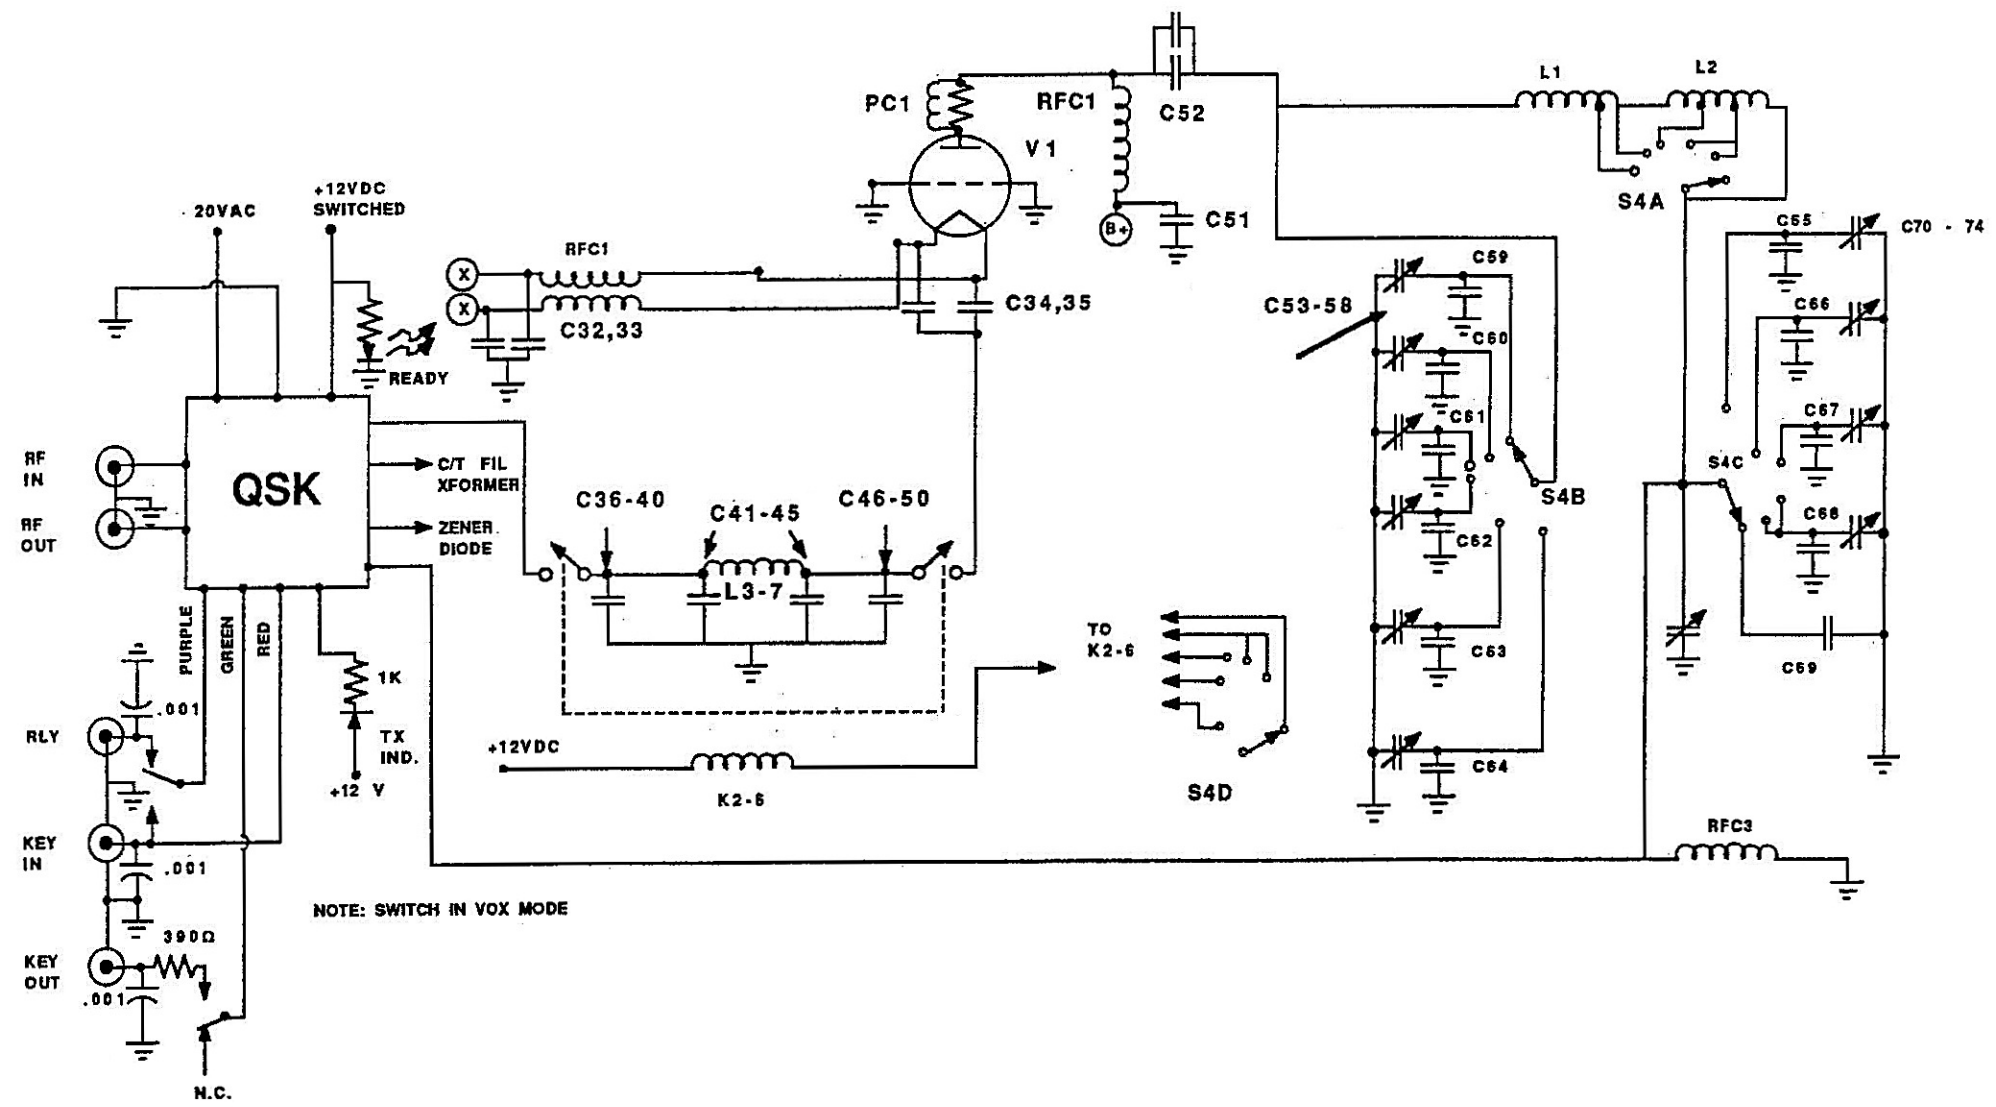 L1
L2
PC1
RFC1
C52
V1
+12VDC
SWITCHED
20VAC
S4A
C51
B+
C65
C70 - 74
RFC1
X
X
C59
C53-58
C34,35
C66
C32,33
C60
READY
C61
C67
RF
IN
QSK
C/T FIL
XFORMER
S4C
C36-40
C41-45
C46-50
S4B
RF
OUT
ZENER
DIODE
C68
C62
L3-7
PURPLE
GREEN
RED
TO
K2-6
C63
C69
1K
.001
RLY
TX
IND.
+12VDC
C64
+12 V
K2-6
S4D
KEY
IN
.001
RFC3
NOTE: SWITCH IN VOX MODE
390Ω
KEY
OUT
.001
N.C.